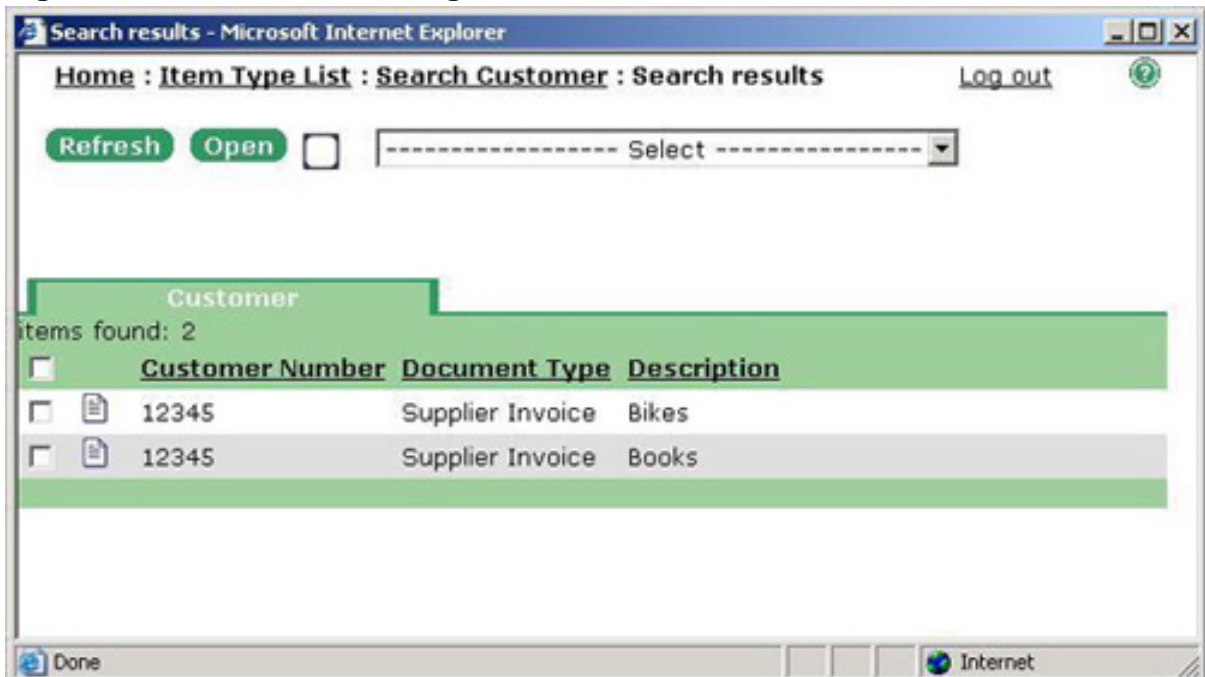 Search results - Microsoft Internet Explorer
Home : Item Type List : Search Customer : Search results Log out
Refresh Open ------------------ Select ----------------
Customer
items found: 2
Customer Number Document Type Description
12345 Supplier Invoice Bikes
12345 Supplier Invoice Books
Done Internet